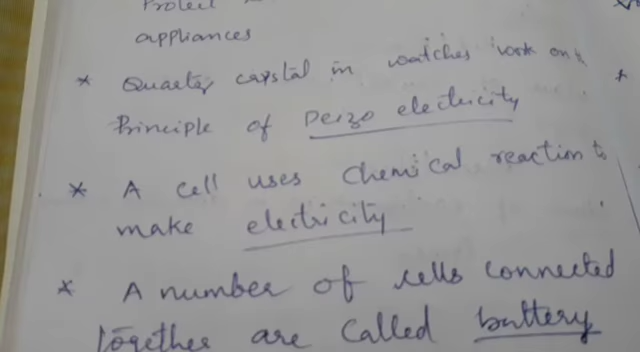 Protect
appliances
* Quartz crystal in watches work on
Principle of peizo electricity
* A cell uses chemical reaction to
make electricity
* A number of cells connected
together are called battery